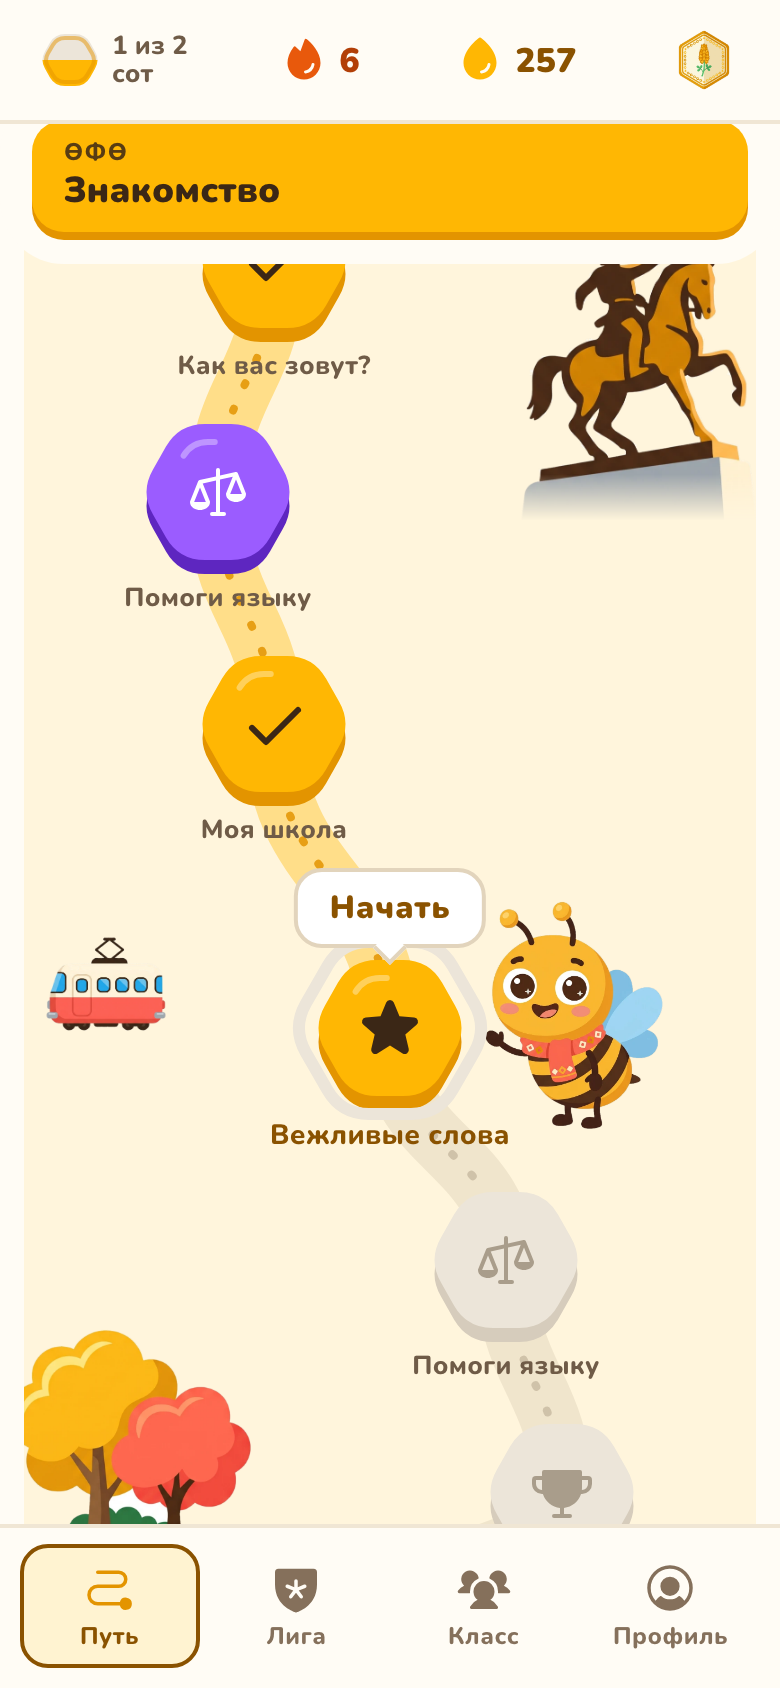 1 из 2
сот
6
257
ӨФӨ
Знакомство
Как вас зовут?
Помоги языку
Моя школа
Начать
Вежливые слова
Помоги языку
Путь
Лига
Класс
Профиль